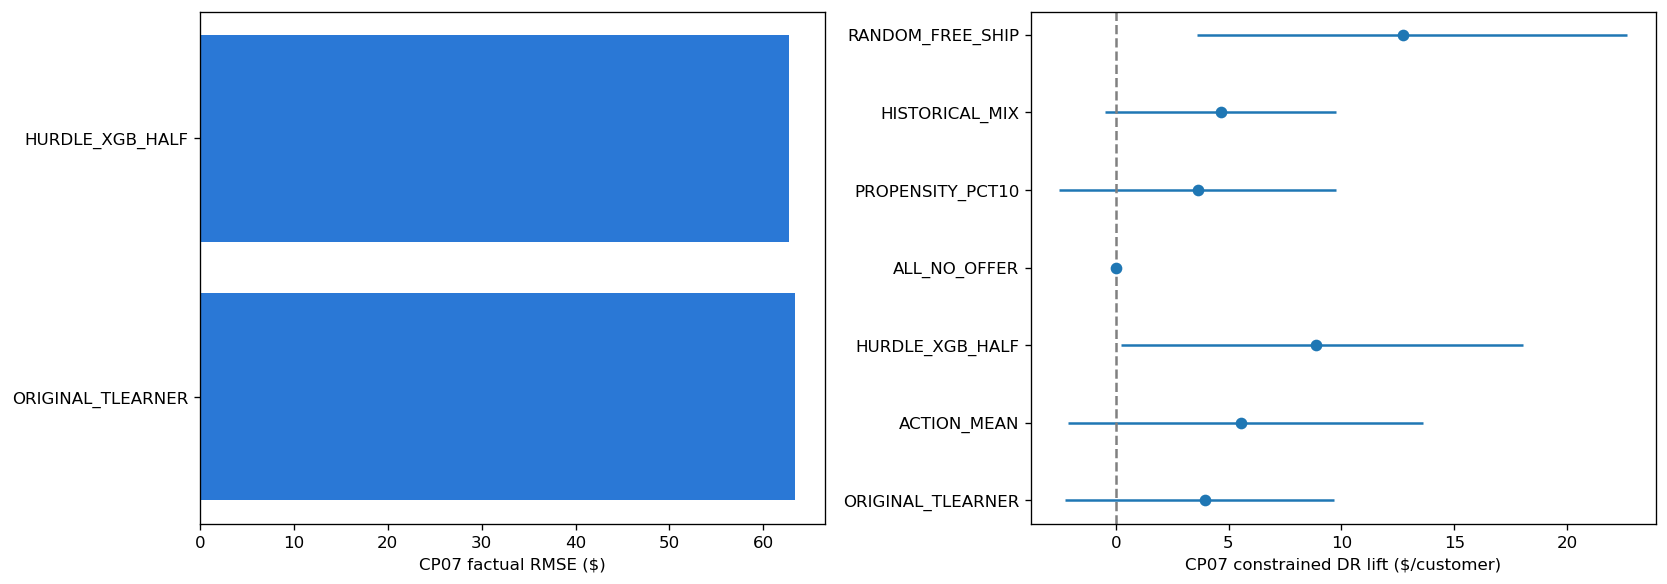 HURDLE_XGB_HALF
ORIGINAL_TLEARNER
0 10 20 30 40 50 60
CP07 factual RMSE ($)
RANDOM_FREE_SHIP
HISTORICAL_MIX
PROPENSITY_PCT10
ALL_NO_OFFER
HURDLE_XGB_HALF
ACTION_MEAN
ORIGINAL_TLEARNER
0 5 10 15 20
CP07 constrained DR lift ($/customer)